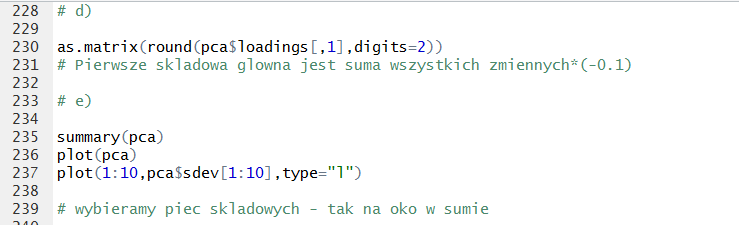 228 # d)
229
230 as.matrix(round(pca$loadings[,1],digits=2))
231 # Pierwsze skladowa glowna jest suma wszystkich zmiennych*(-0.1)
232
233 # e)
234
235 summary(pca)
236 plot(pca)
237 plot(1:10,pca$sdev[1:10],type="l")
238
239 # wybieramy piec skladowych - tak na oko w sumie